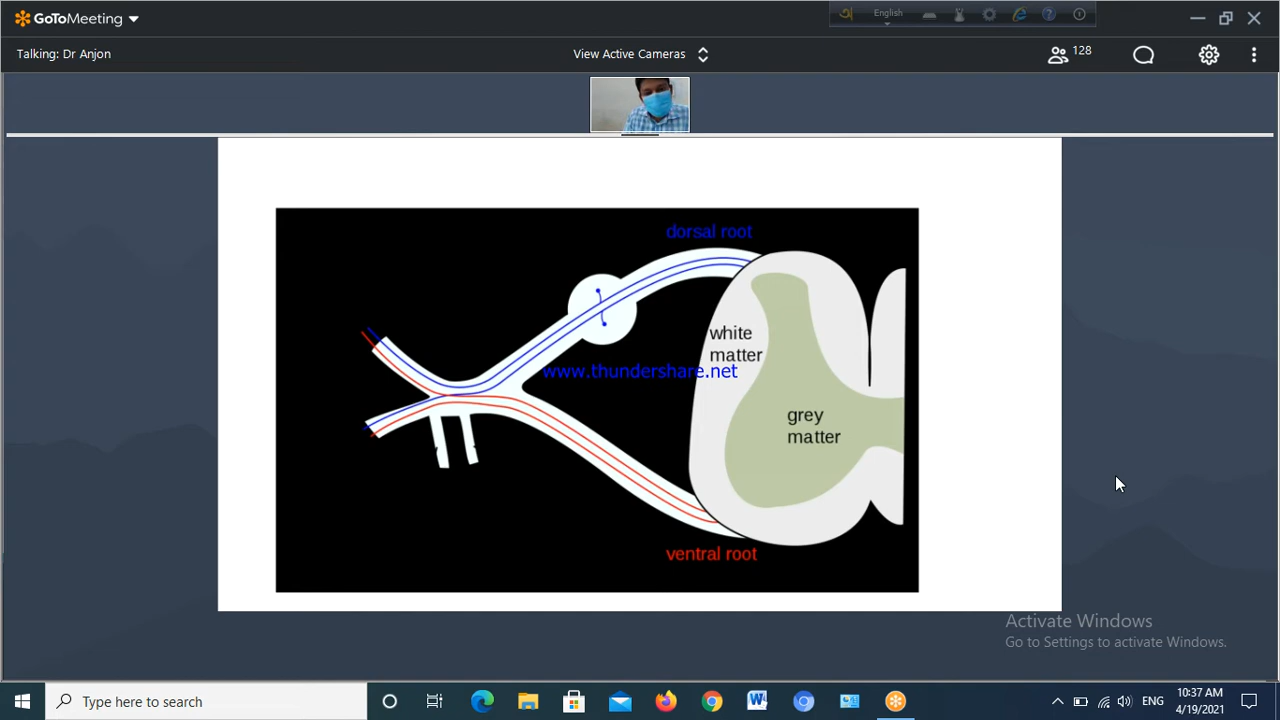 GoToMeeting
English
Talking: Dr Anjon
View Active Cameras
128
dorsal root
white
matter
www.thundershare.net
grey
matter
ventral root
Activate Windows
Go to Settings to activate Windows.
Type here to search
ENG
10:37 AM
4/19/2021